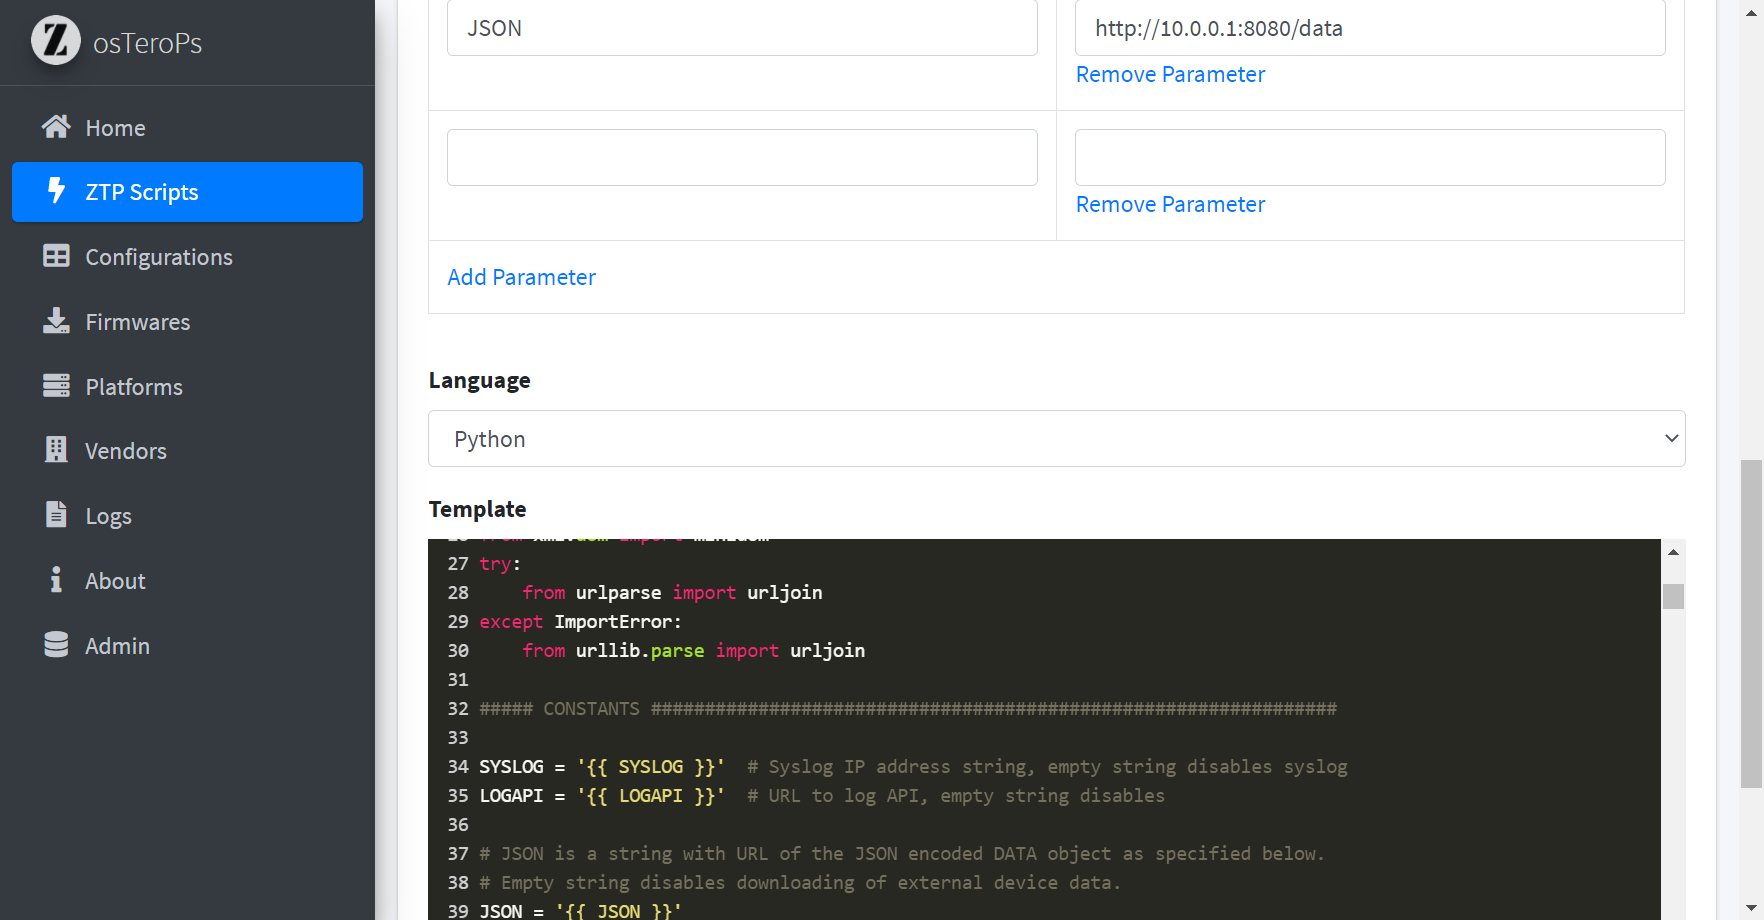 osTeroPs
Home
ZTP Scripts
Configurations
Firmwares
Platforms
Vendors
Logs
About
Admin
JSON
http://10.0.0.1:8080/data
Remove Parameter
Remove Parameter
Add Parameter
Language
Python
Template
27 try:
28     from urlparse import urljoin
29 except ImportError:
30     from urllib.parse import urljoin
31
32 ##### CONSTANTS ################################################################
33
34 SYSLOG = '{{ SYSLOG }}'  # Syslog IP address string, empty string disables syslog
35 LOGAPI = '{{ LOGAPI }}'  # URL to log API, empty string disables
36
37 # JSON is a string with URL of the JSON encoded DATA object as specified below.
38 # Empty string disables downloading of external device data.
39 JSON = '{{ JSON }}'